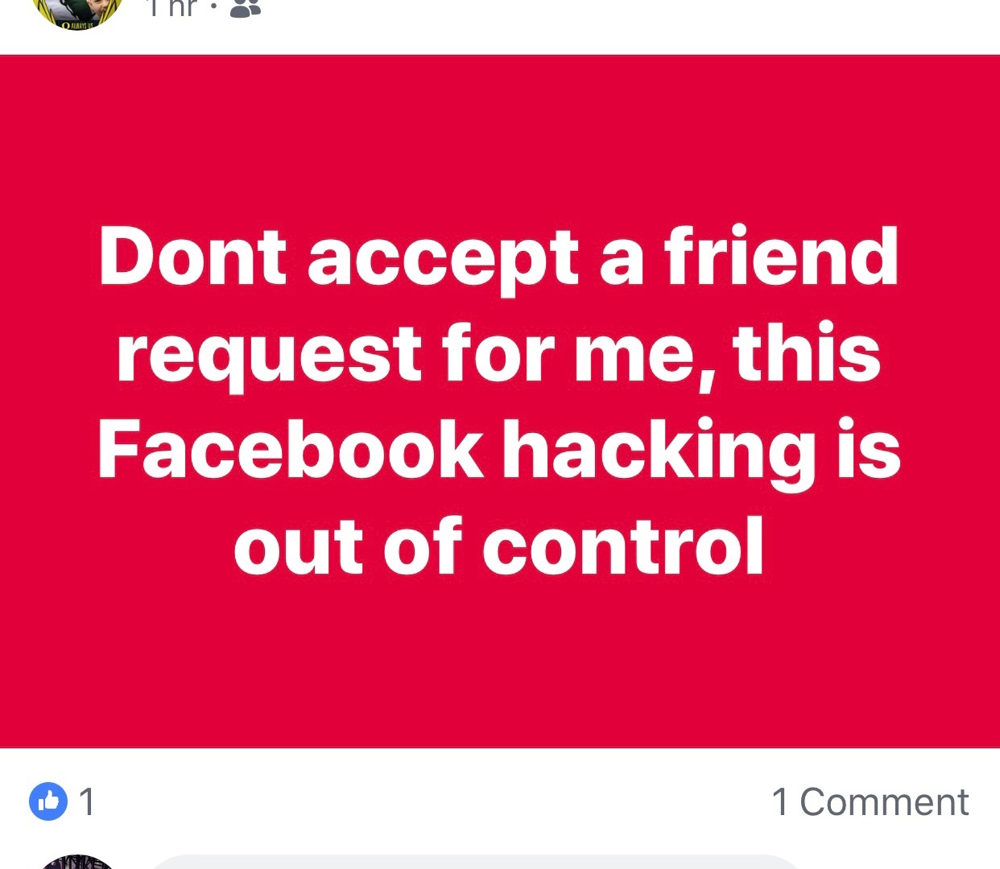 1 hr ·
Dont accept a friend
request for me, this
Facebook hacking is
out of control
1
1 Comment